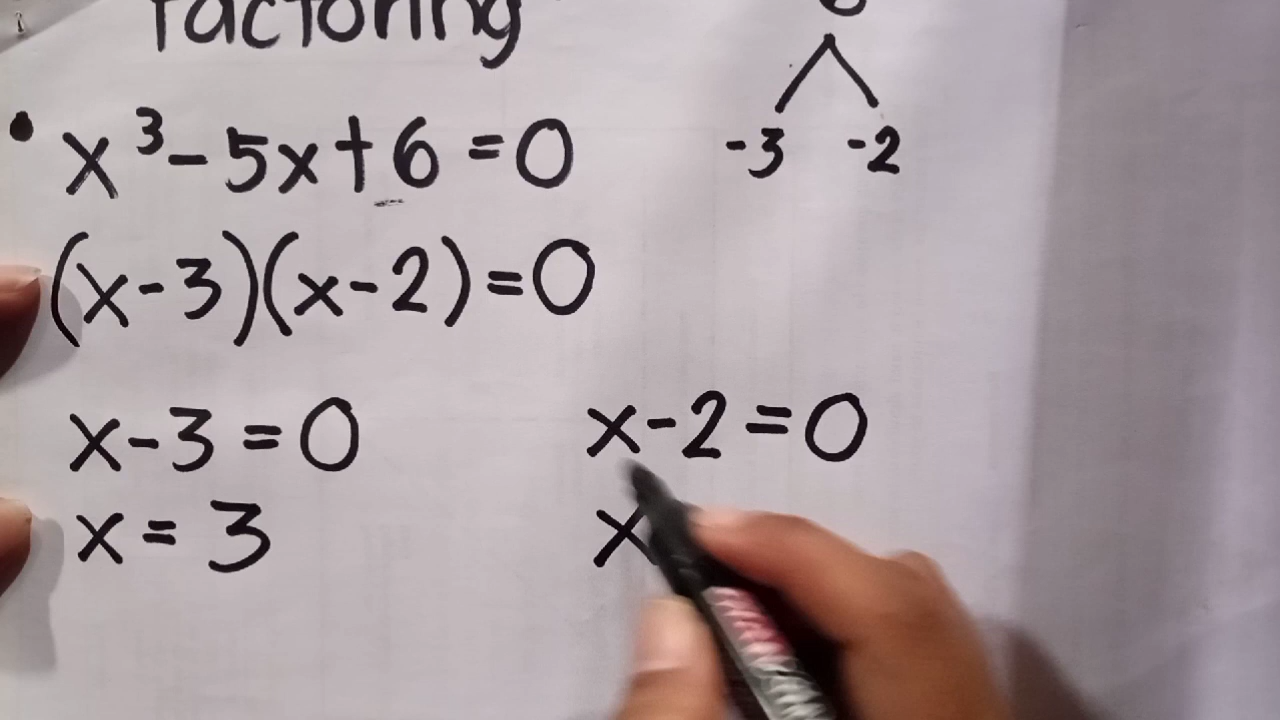 factoring
x³-5x+6=0
-3 -2
(x-3)(x-2)=0
x-3=0 x-2=0
x=3 x